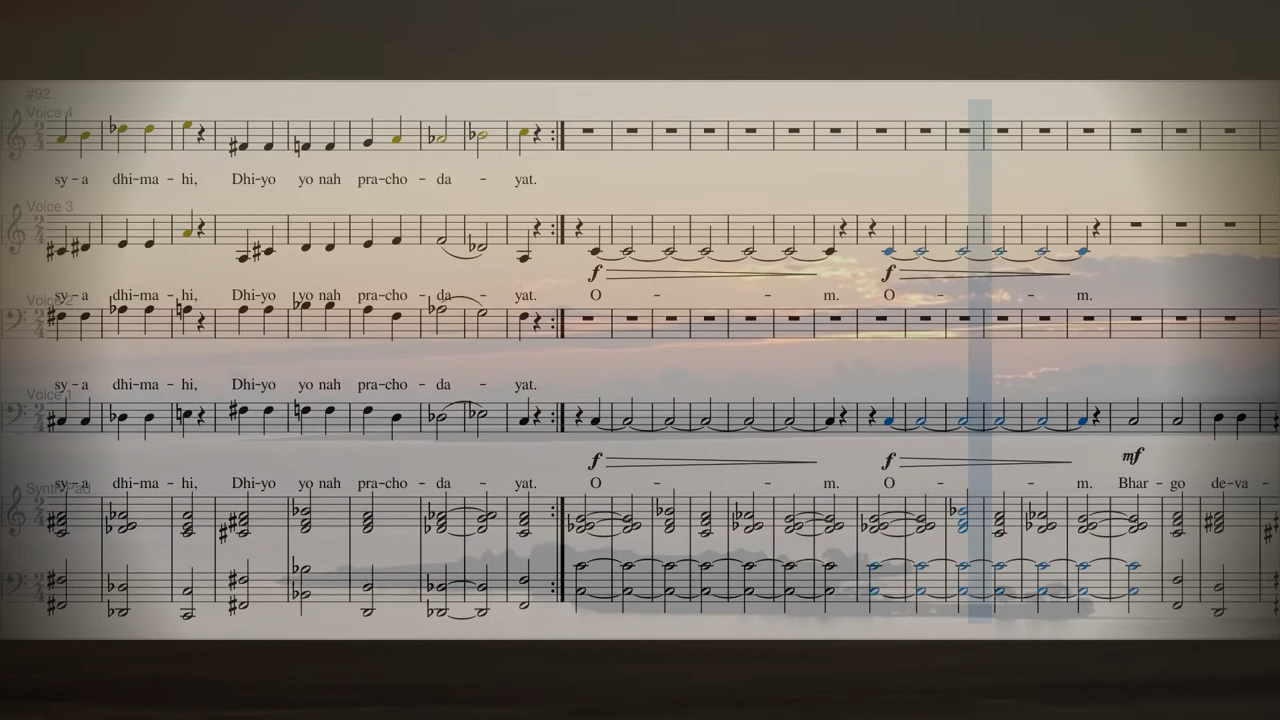 #92
Voice 4
sy - a dhi-ma - hi, Dhi-yo yo nah pra-cho - da - yat.
Voice 3
f f
sy - a dhi-ma - hi, Dhi-yo yo nah pra-cho - da - yat. O - - m. O - - m.
Voice 2
sy - a dhi-ma - hi, Dhi-yo yo nah pra-cho - da - yat.
Voice 1
f f mf
sy - a dhi-ma - hi, Dhi-yo yo nah pra-cho - da - yat. O - - m. O - - m. Bhar - go de-va -
Synth Pad